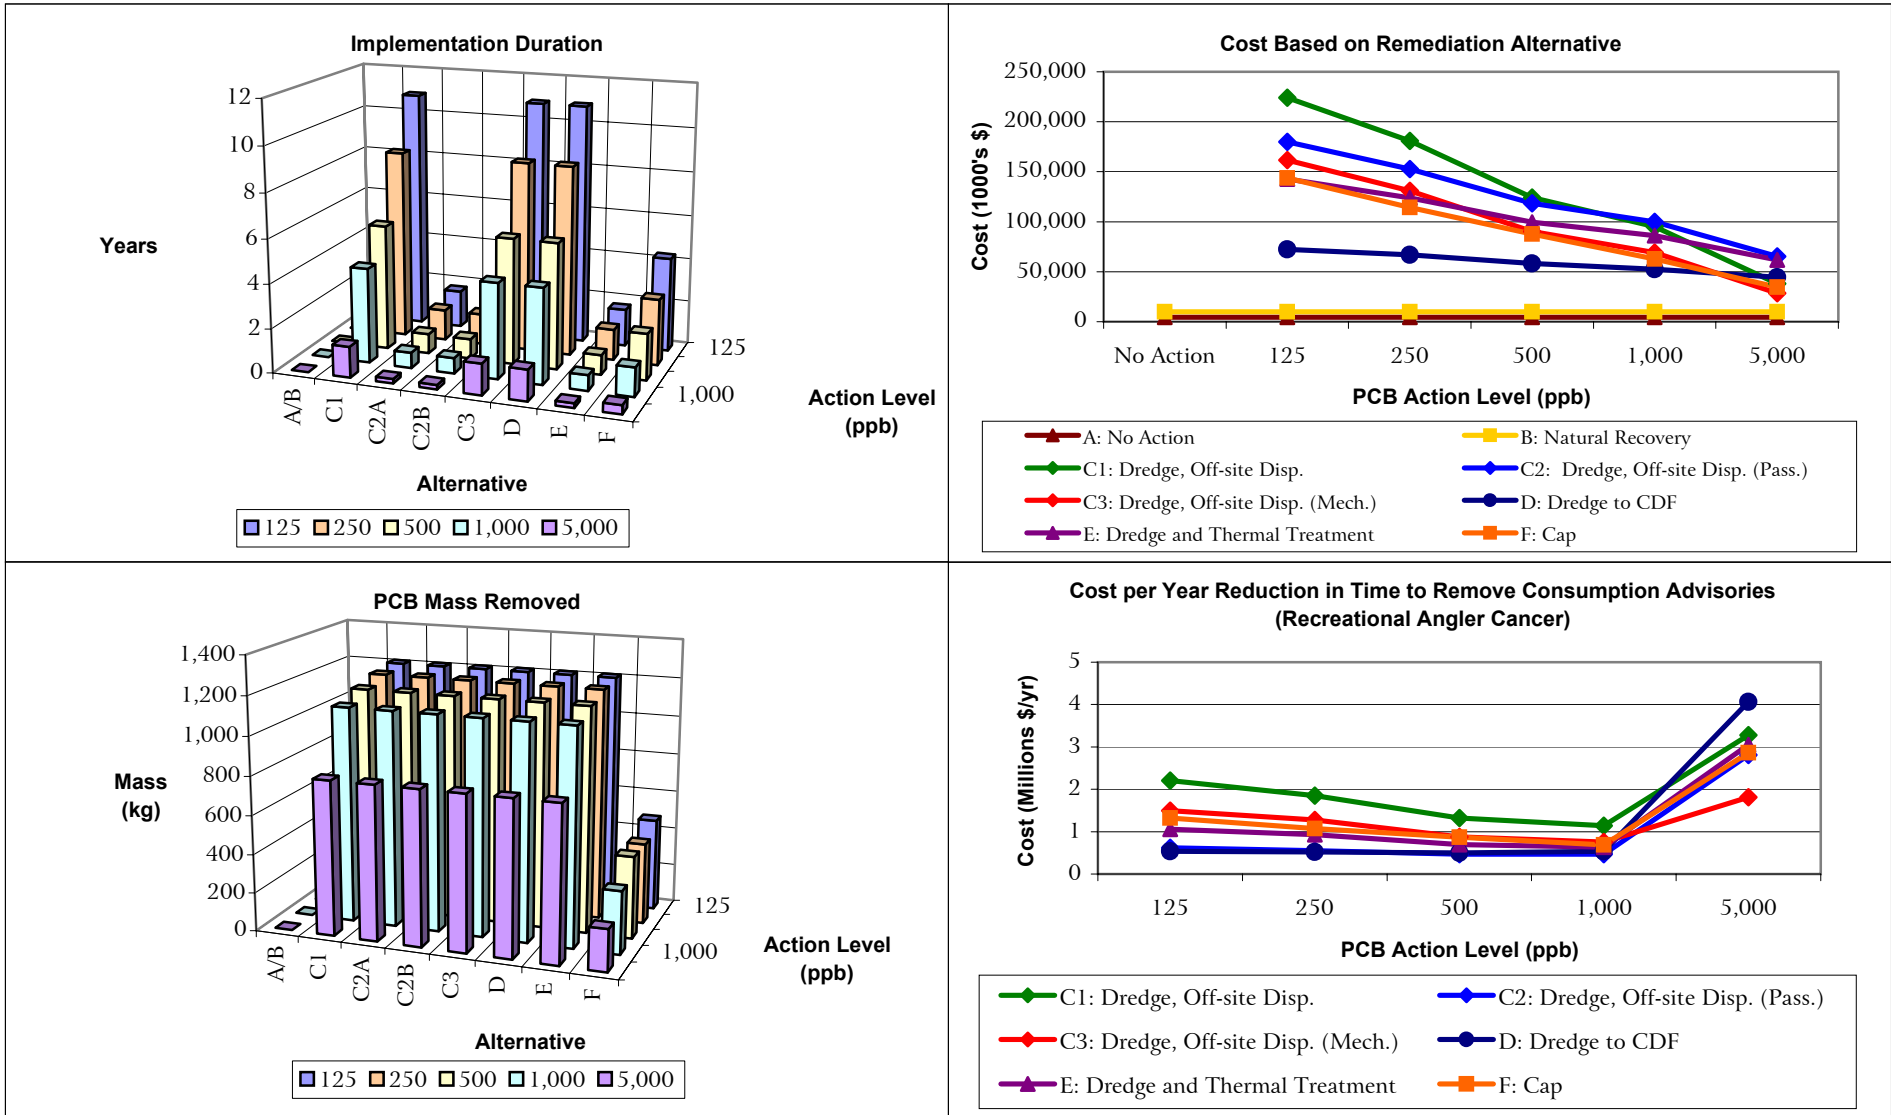 Implementation Duration
12
10
8
6
4
2
0
Years
A/B
C1
C2A
C2B
C3
D
E
F
125
1,000
Action Level
(ppb)
Alternative
125 250 500 1,000 5,000
Cost Based on Remediation Alternative
250,000
200,000
150,000
100,000
50,000
0
Cost (1000's $)
No Action 125 250 500 1,000 5,000
PCB Action Level (ppb)
A: No Action B: Natural Recovery
C1: Dredge, Off-site Disp. C2: Dredge, Off-site Disp. (Pass.)
C3: Dredge, Off-site Disp. (Mech.) D: Dredge to CDF
E: Dredge and Thermal Treatment F: Cap
PCB Mass Removed
1,400
1,200
1,000
800
600
400
200
0
Mass
(kg)
A/B
C1
C2A
C2B
C3
D
E
F
125
1,000
Action Level
(ppb)
Alternative
125 250 500 1,000 5,000
Cost per Year Reduction in Time to Remove Consumption Advisories
(Recreational Angler Cancer)
5
4
3
2
1
0
Cost (Millions $/yr)
125 250 500 1,000 5,000
PCB Action Level (ppb)
C1: Dredge, Off-site Disp. C2: Dredge, Off-site Disp. (Pass.)
C3: Dredge, Off-site Disp. (Mech.) D: Dredge to CDF
E: Dredge and Thermal Treatment F: Cap